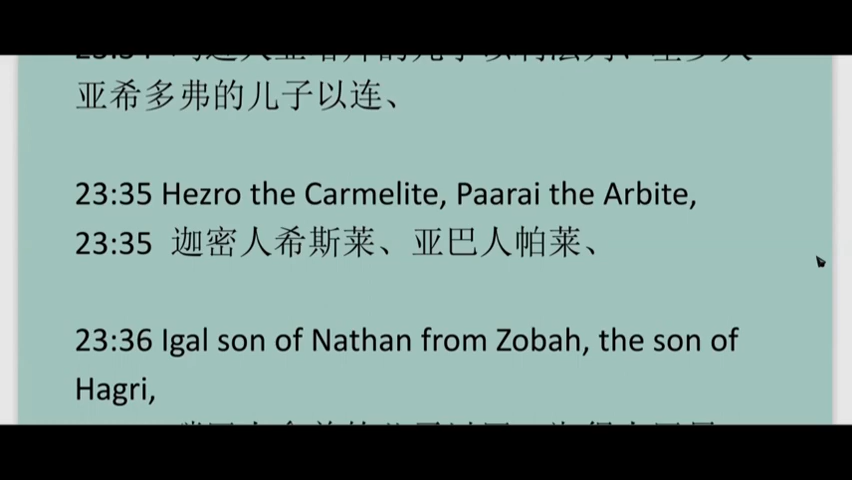 亚希多弗的儿子以连、
23:35 Hezro the Carmelite, Paarai the Arbite,
23:35 迦密人希斯莱、亚巴人帕莱、
23:36 Igal son of Nathan from Zobah, the son of
Hagri,